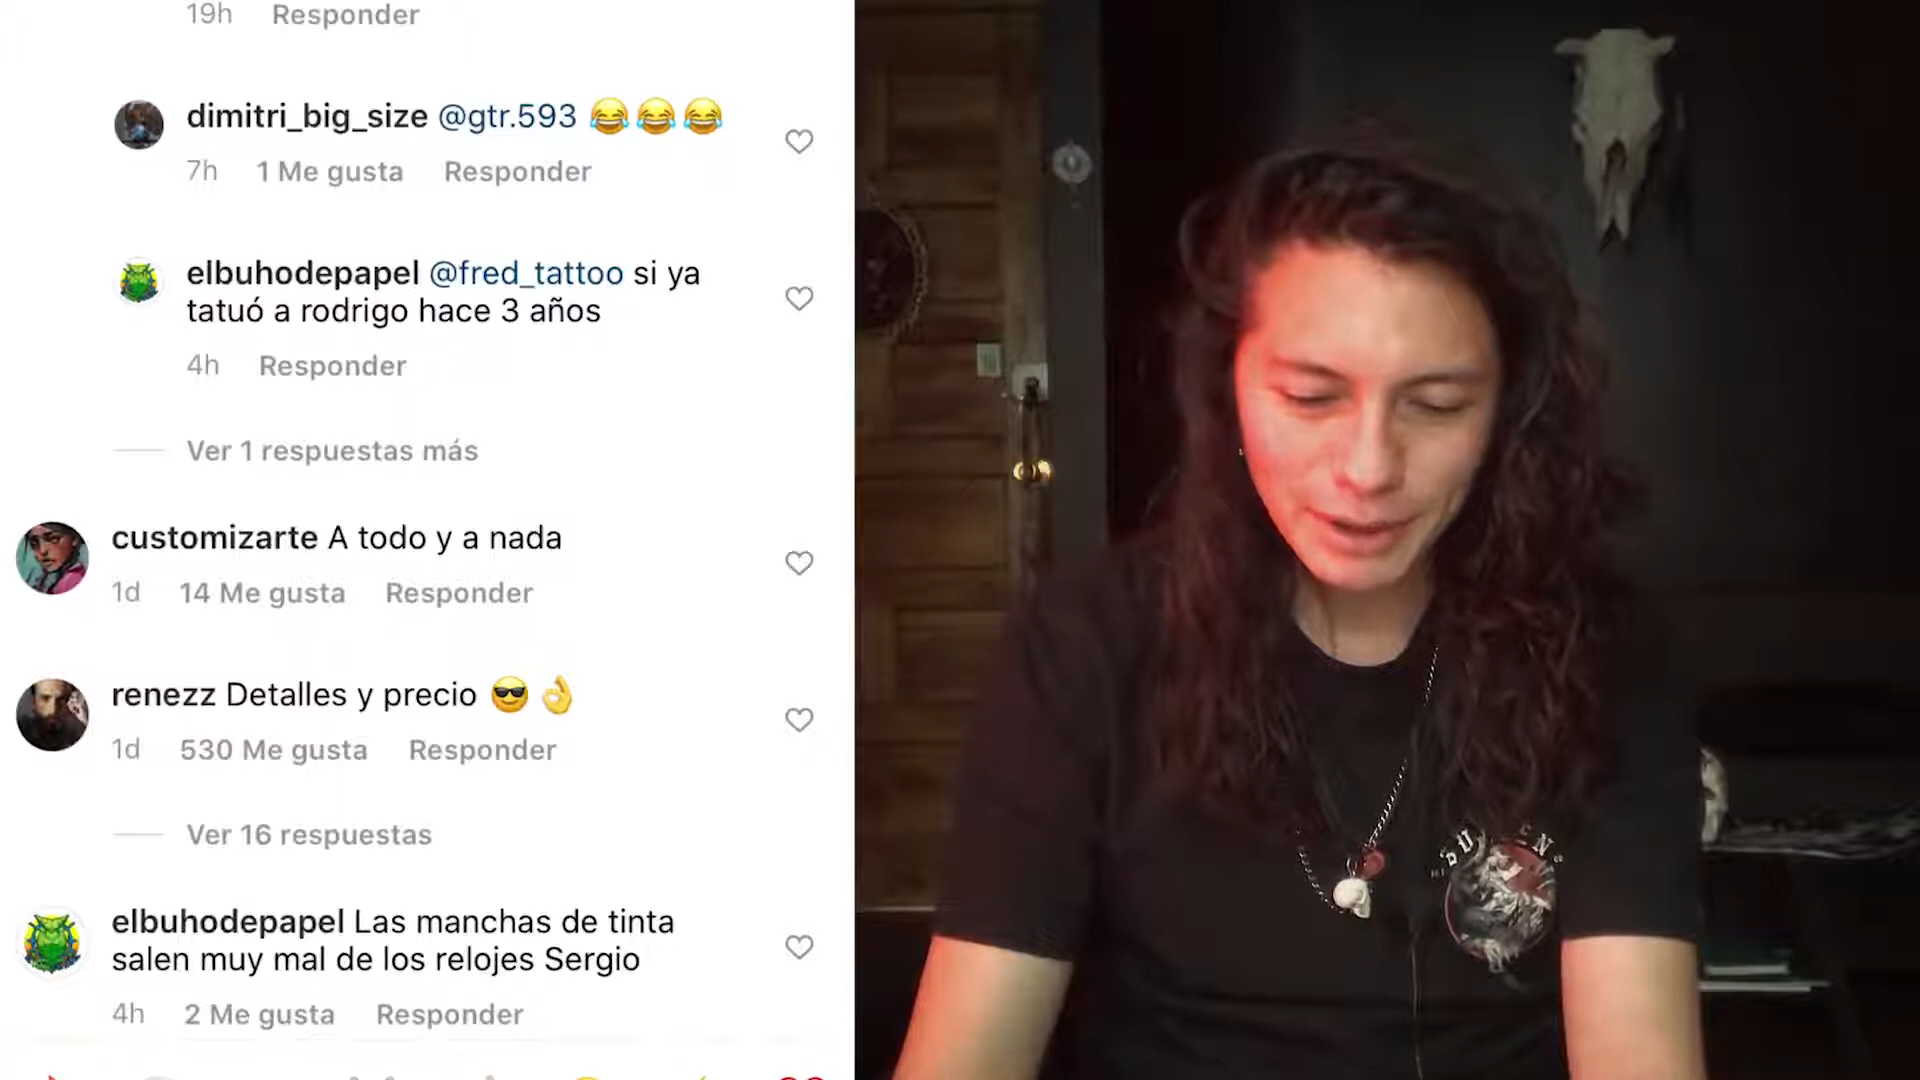 19h Responder
dimitri_big_size @gtr.593 😂😂😂
7h 1 Me gusta Responder
elbuhodepapel @fred_tattoo si ya
tatuó a rodrigo hace 3 años
4h Responder
Ver 1 respuestas más
customizarte A todo y a nada
1d 14 Me gusta Responder
renezz Detalles y precio 😎👌
1d 530 Me gusta Responder
Ver 16 respuestas
elbuhodepapel Las manchas de tinta
salen muy mal de los relojes Sergio
4h 2 Me gusta Responder